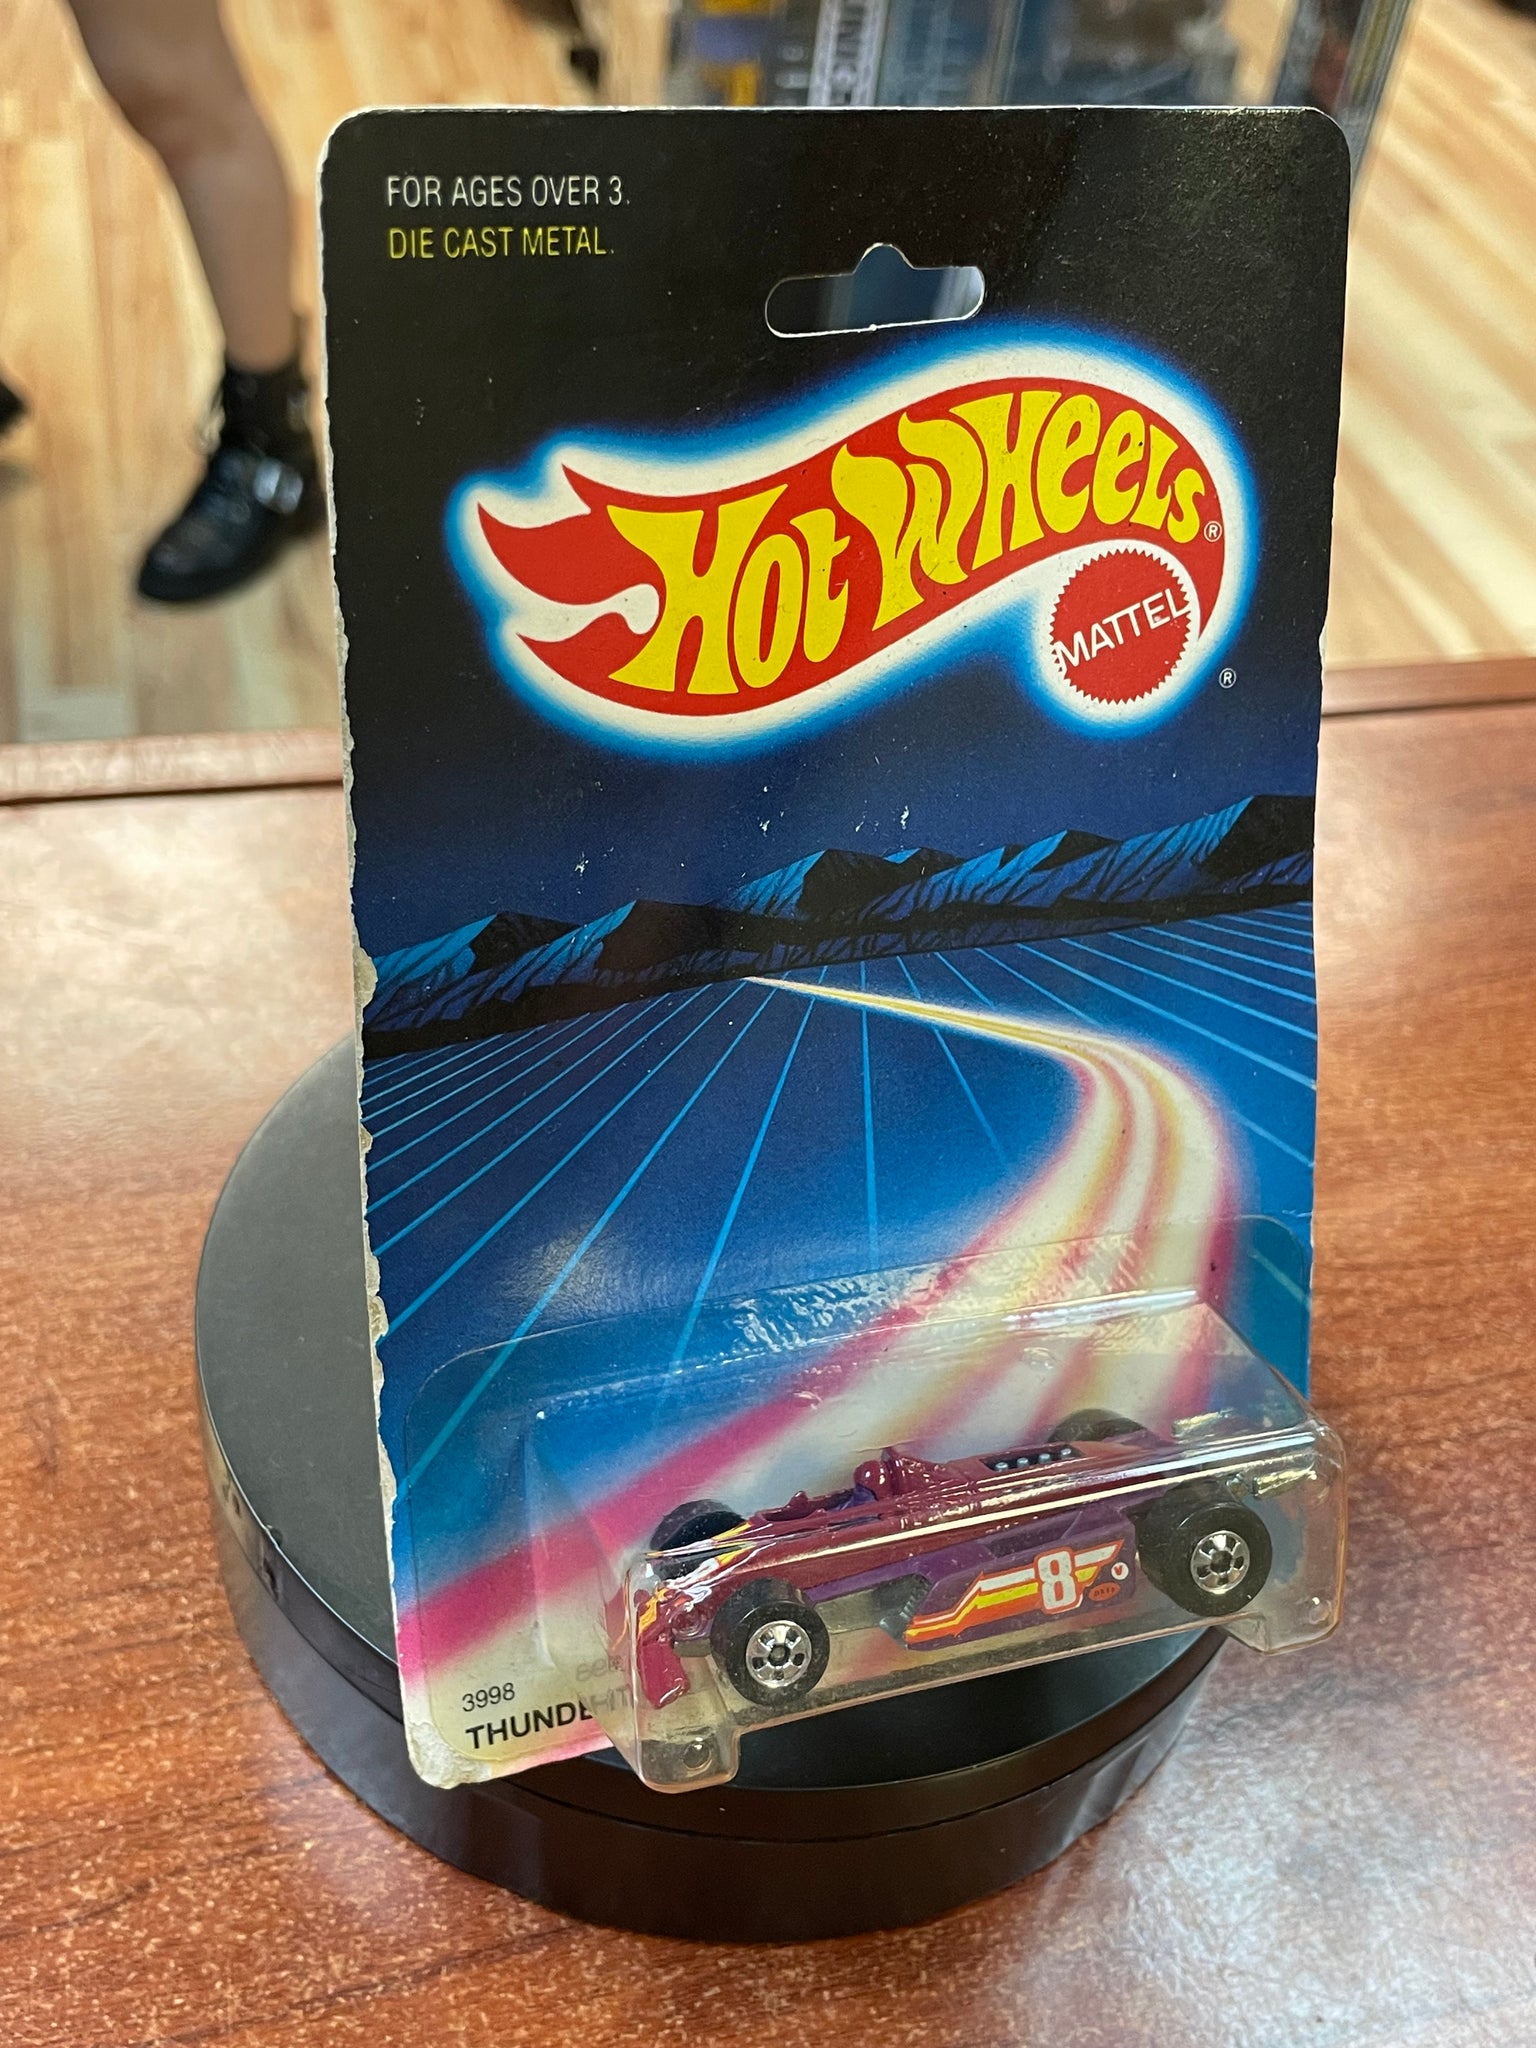 FOR AGES OVER 3.
DIE CAST METAL.
HOT WHEELS®
MATTEL
®
8
3998